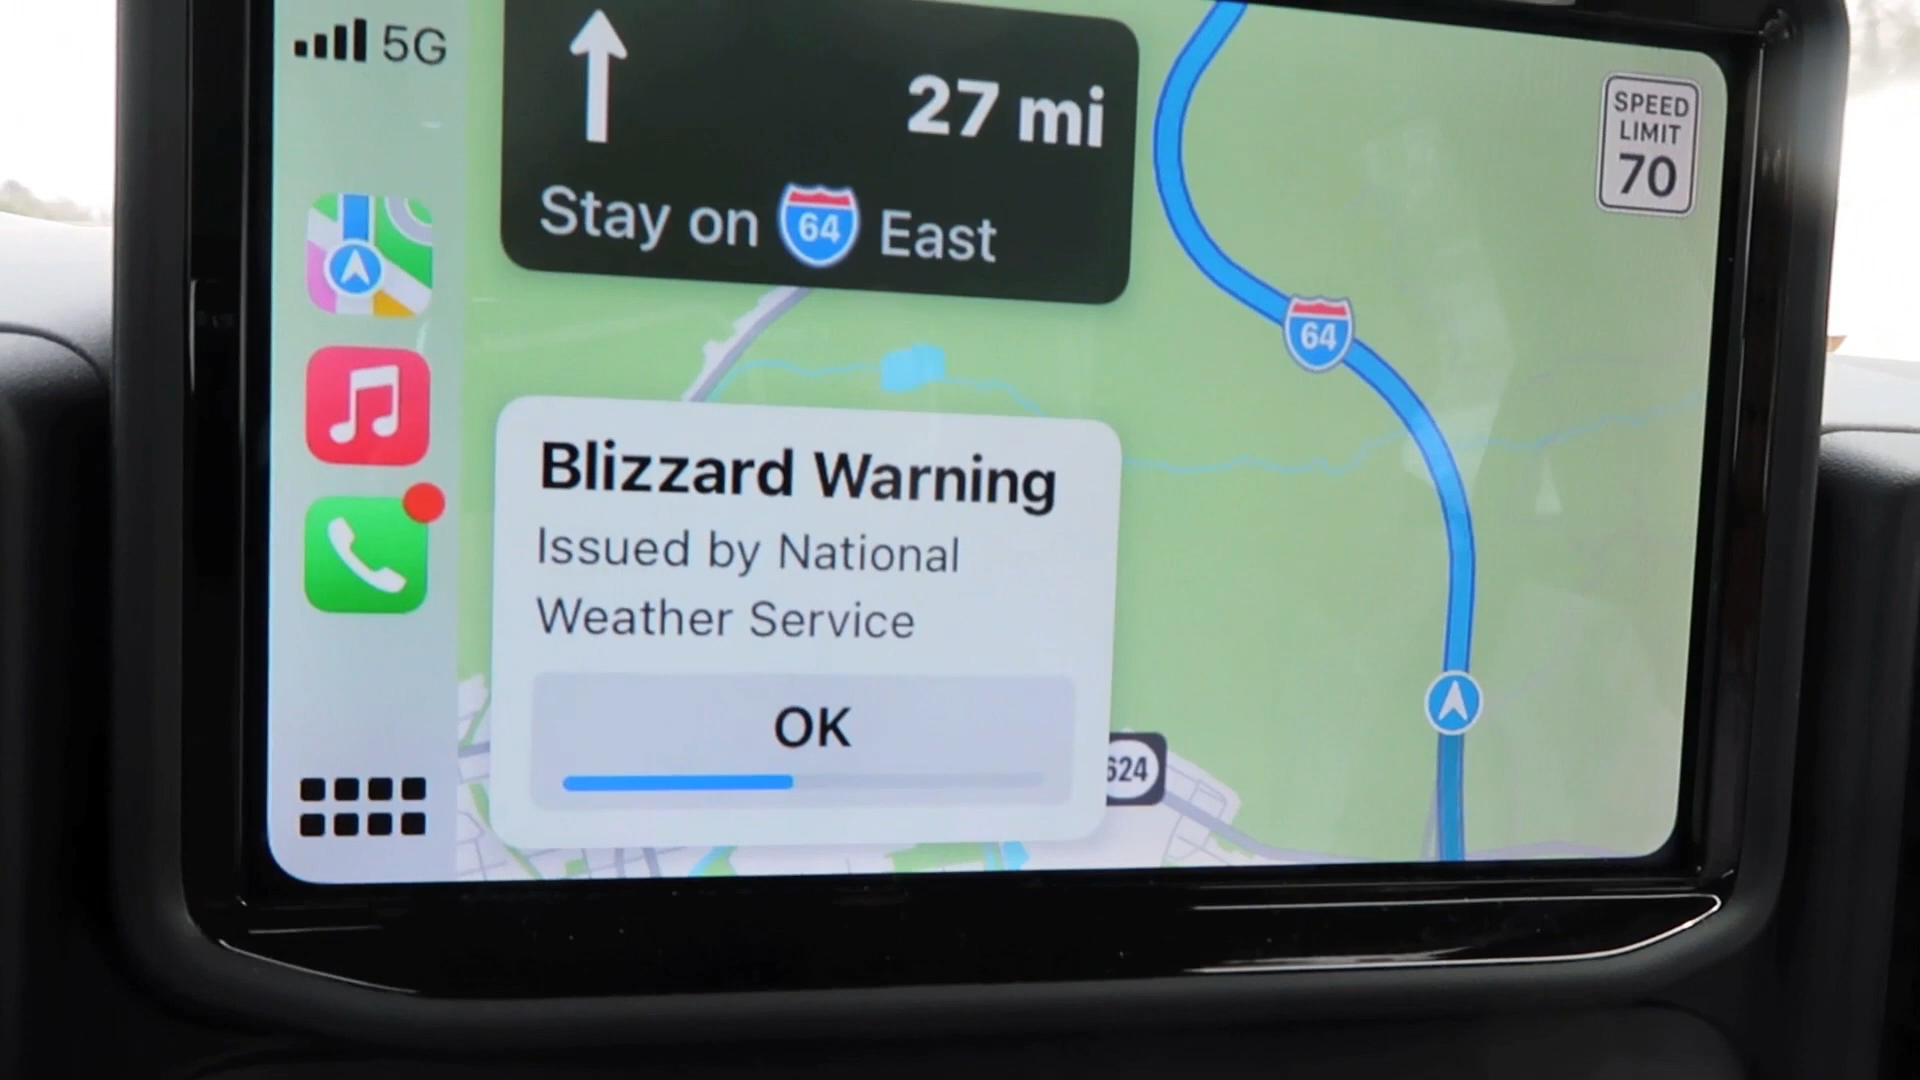 5G
27 mi
Stay on 64 East
SPEED
LIMIT
70
64
Blizzard Warning
Issued by National
Weather Service
OK
624